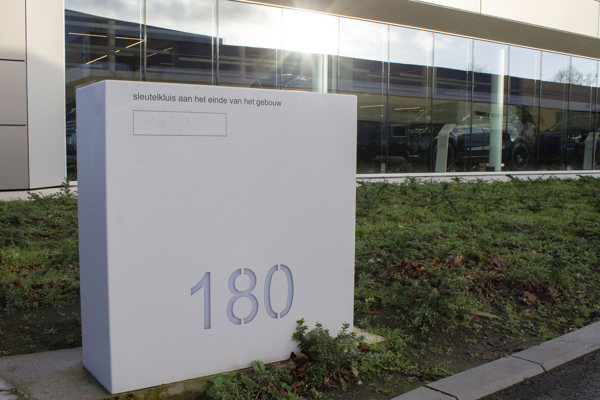 sleutelkluis aan het einde van het gebouw
180